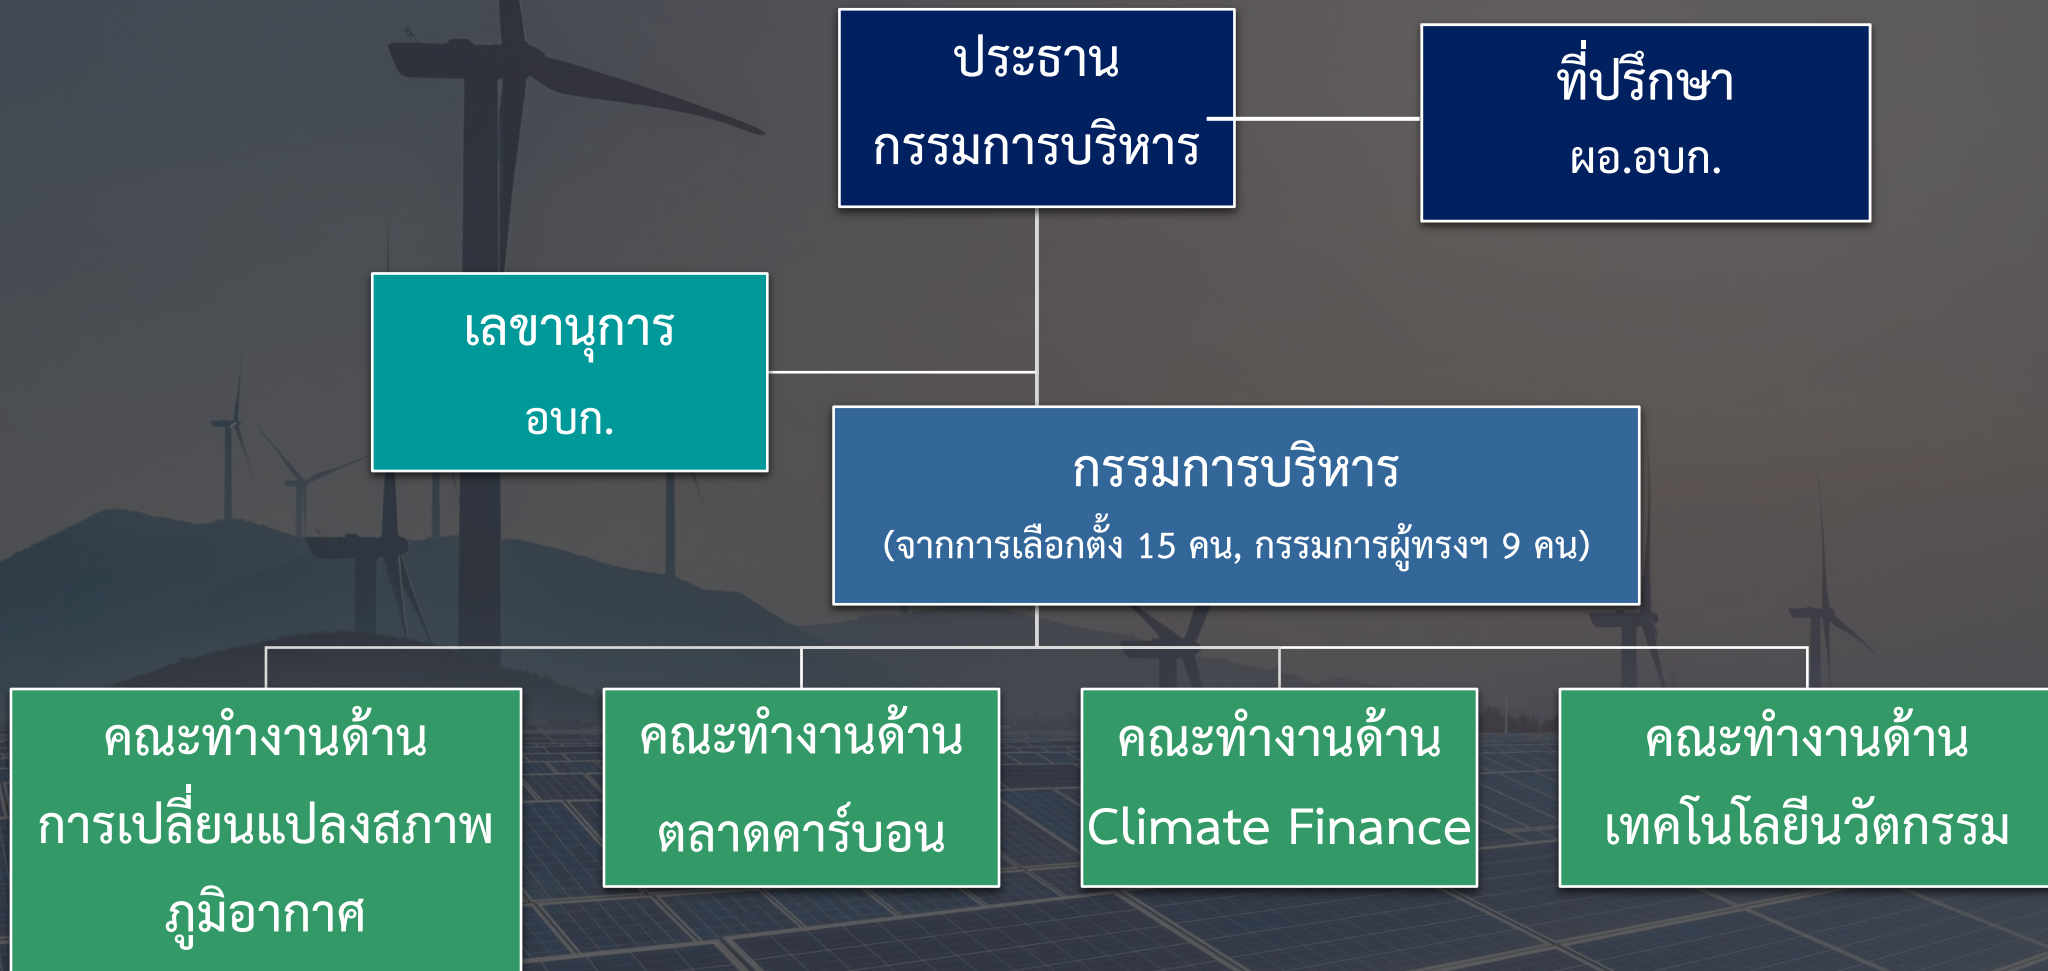 ประธาน
กรรมการบริหาร
ที่ปรึกษา
ผอ.อบก.
เลขานุการ
อบก.
กรรมการบริหาร
(จากการเลือกตั้ง 15 คน, กรรมการผู้ทรงฯ 9 คน)
คณะทำงานด้าน
การเปลี่ยนแปลงสภาพ
ภูมิอากาศ
คณะทำงานด้าน
ตลาดคาร์บอน
คณะทำงานด้าน
Climate Finance
คณะทำงานด้าน
เทคโนโลยีนวัตกรรม